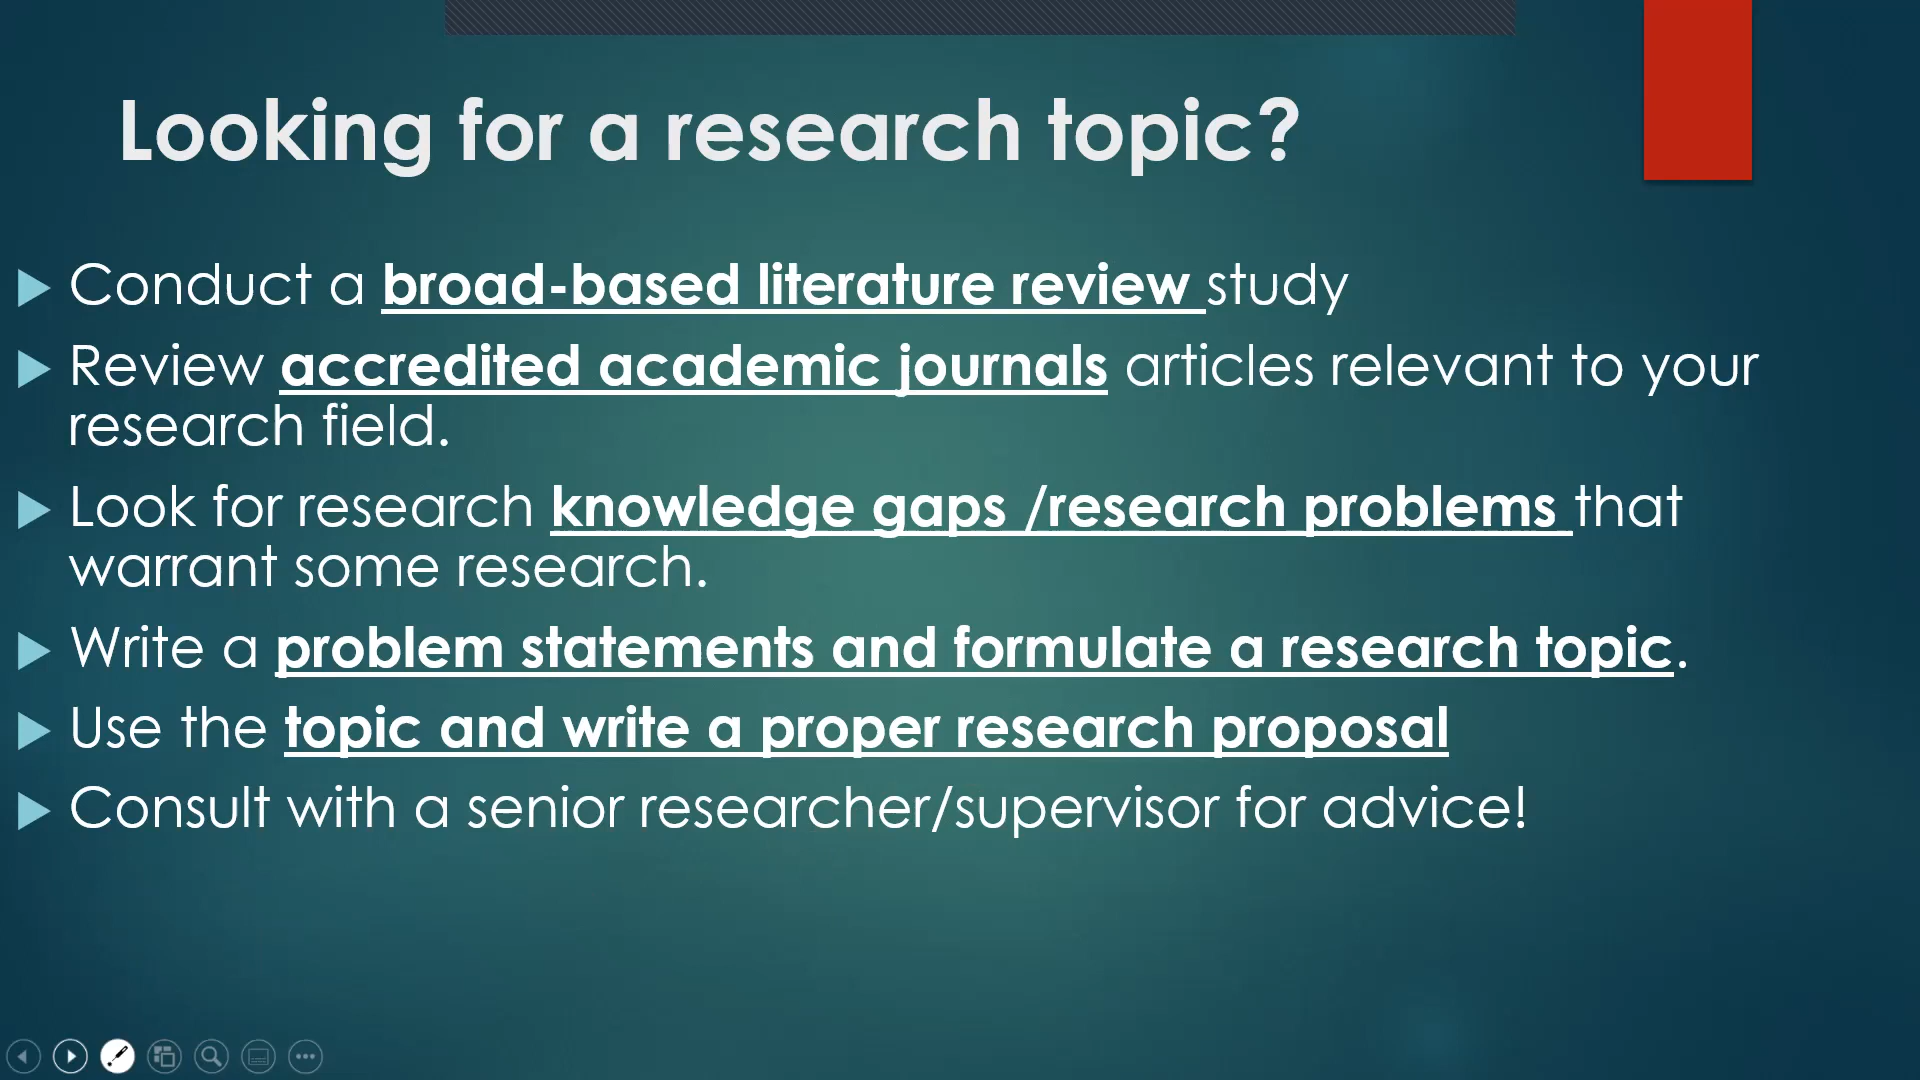 Looking for a research topic?
Conduct a broad-based literature review study
Review accredited academic journals articles relevant to your
research field.
Look for research knowledge gaps /research problems that
warrant some research.
Write a problem statements and formulate a research topic.
Use the topic and write a proper research proposal
Consult with a senior researcher/supervisor for advice!